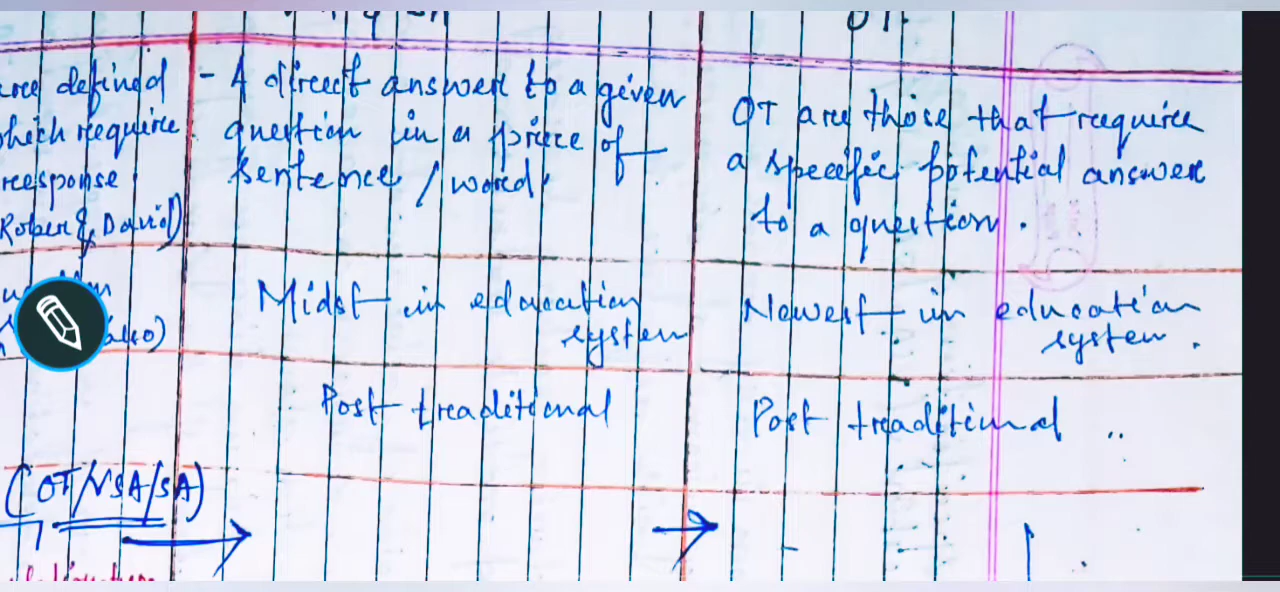 OT
are defined
which require
response
Rober & David)
- A direct answer to a given
question in a piece of
sentence / word
OT are those that require
a specific potential answer
to a question.
Midst in education
system
Newest in education
system.
Post traditional
Post traditional
(OT/VSA/SA)